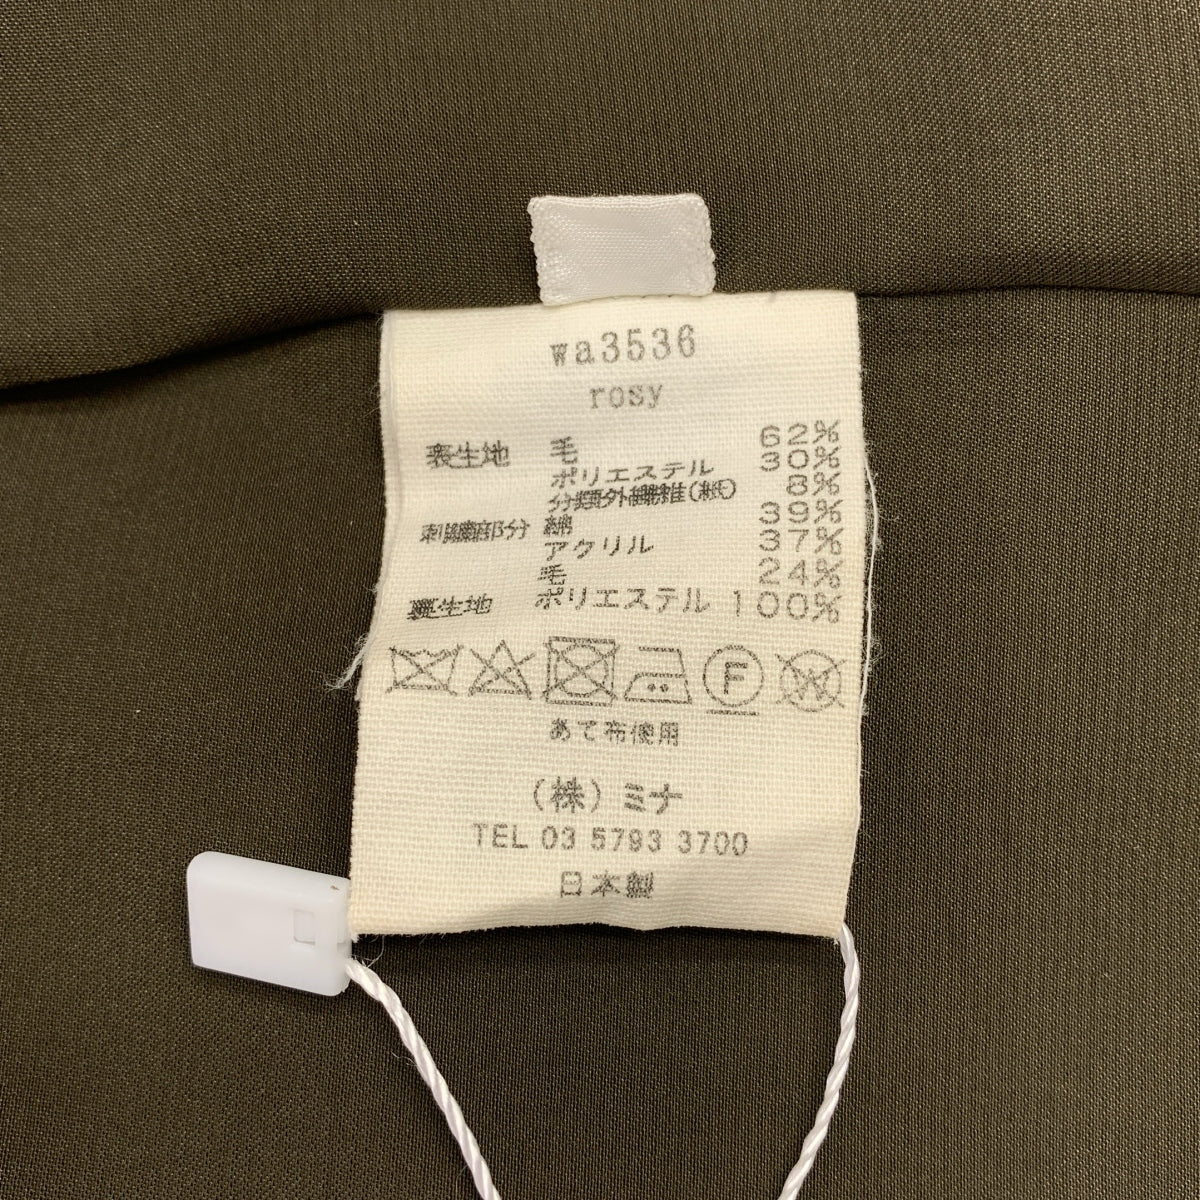 wa3536
rosy
表生地 毛 62%
ポリエステル 30%
分類外繊維(紙) 8%
刺繍部分 綿 39%
アクリル 37%
毛 24%
裏生地 ポリエステル 100%
F W
あて布使用
(株)ミナ
TEL 03 5793 3700
日本製